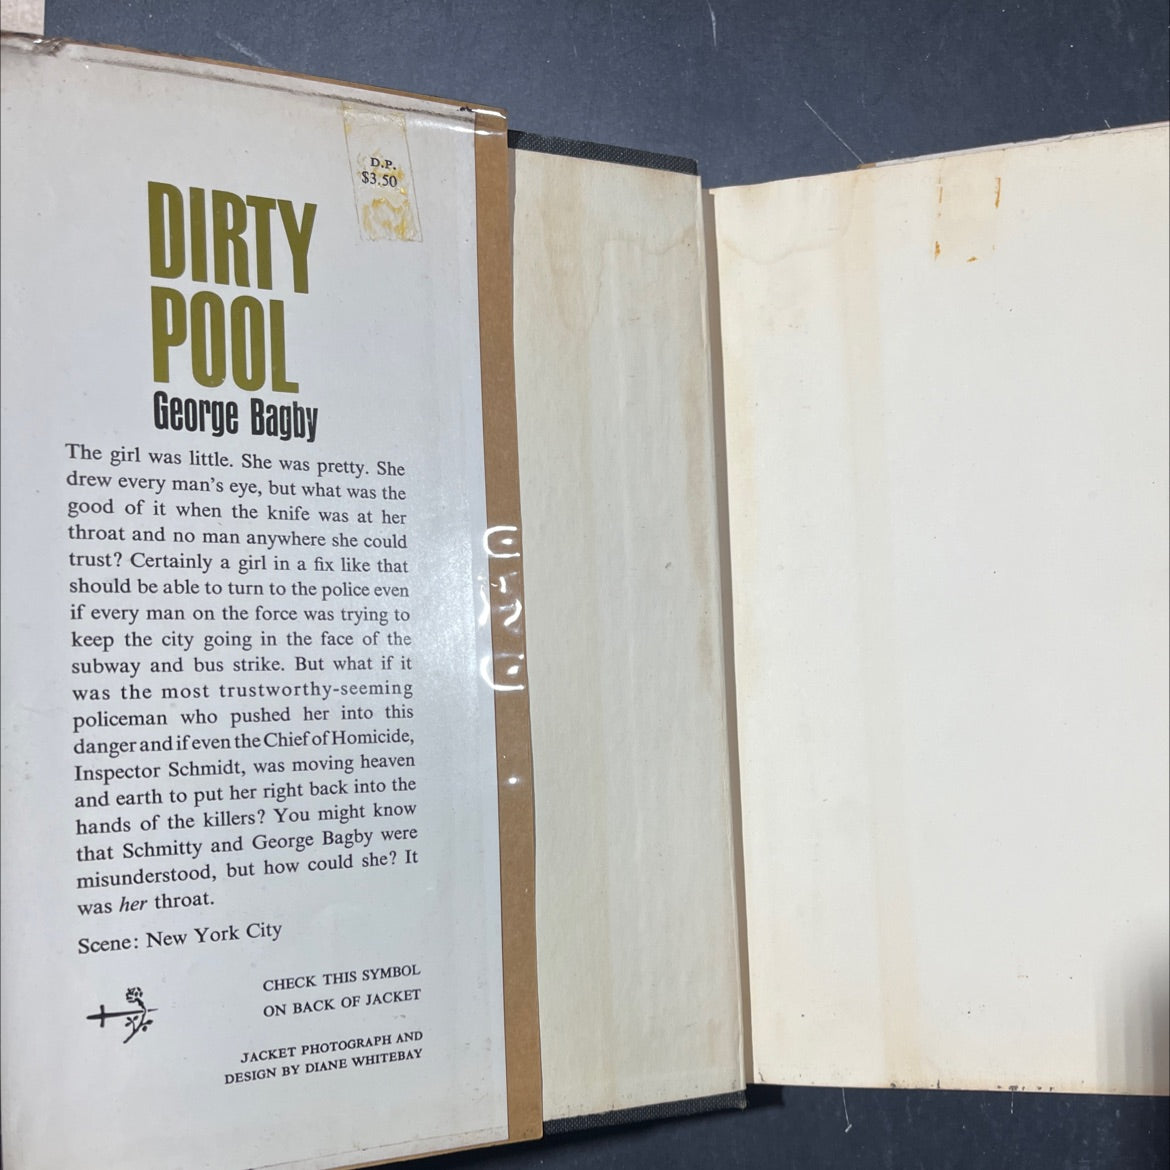 D.P.
$3.50
DIRTY
POOL
George Bagby
The girl was little. She was pretty. She
drew every man's eye, but what was the
good of it when the knife was at her
throat and no man anywhere she could
trust? Certainly a girl in a fix like that
should be able to turn to the police even
if every man on the force was trying to
keep the city going in the face of the
subway and bus strike. But what if it
was the most trustworthy-seeming
policeman who pushed her into this
danger and if even the Chief of Homicide,
Inspector Schmidt, was moving heaven
and earth to put her right back into the
hands of the killers? You might know
that Schmitty and George Bagby were
misunderstood, but how could she? It
was her throat.
Scene: New York City
CHECK THIS SYMBOL
ON BACK OF JACKET
JACKET PHOTOGRAPH AND
DESIGN BY DIANE WHITEBAY